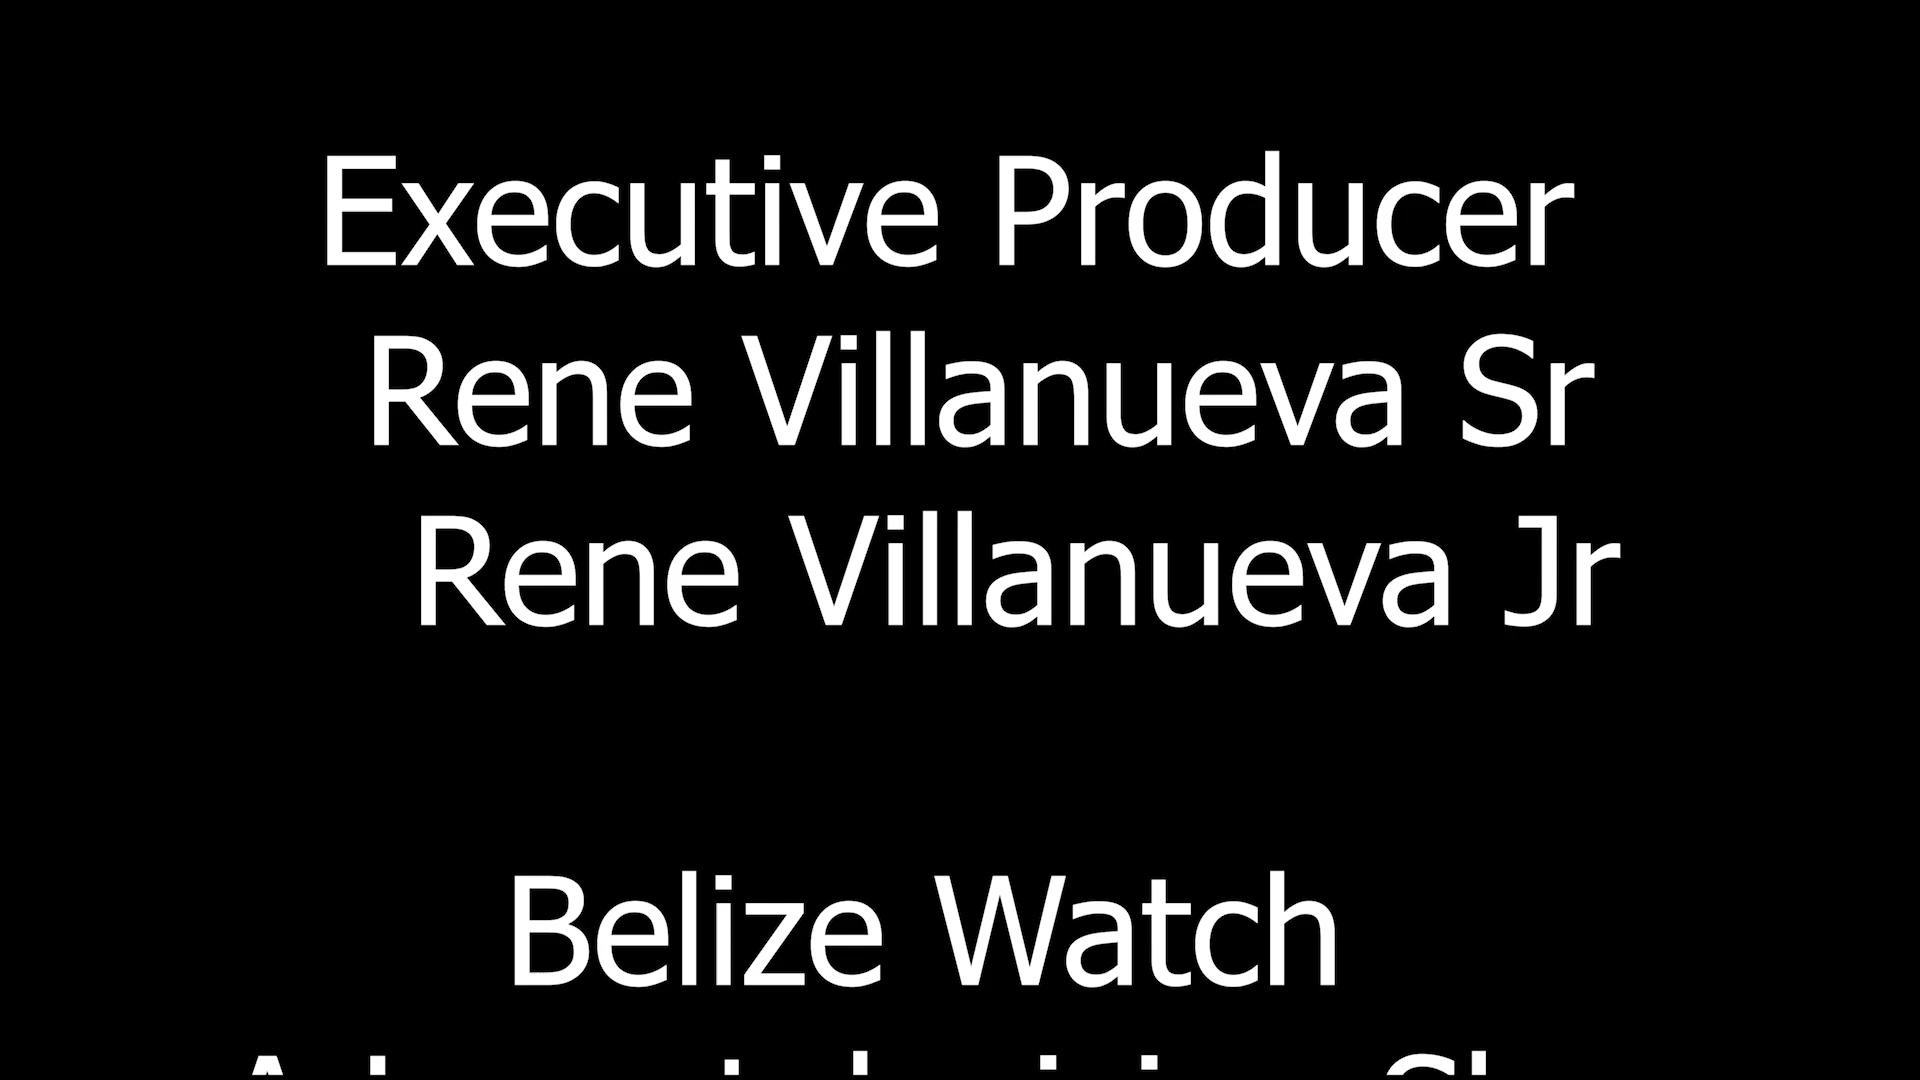 Executive Producer
Rene Villanueva Sr
Rene Villanueva Jr
Belize Watch